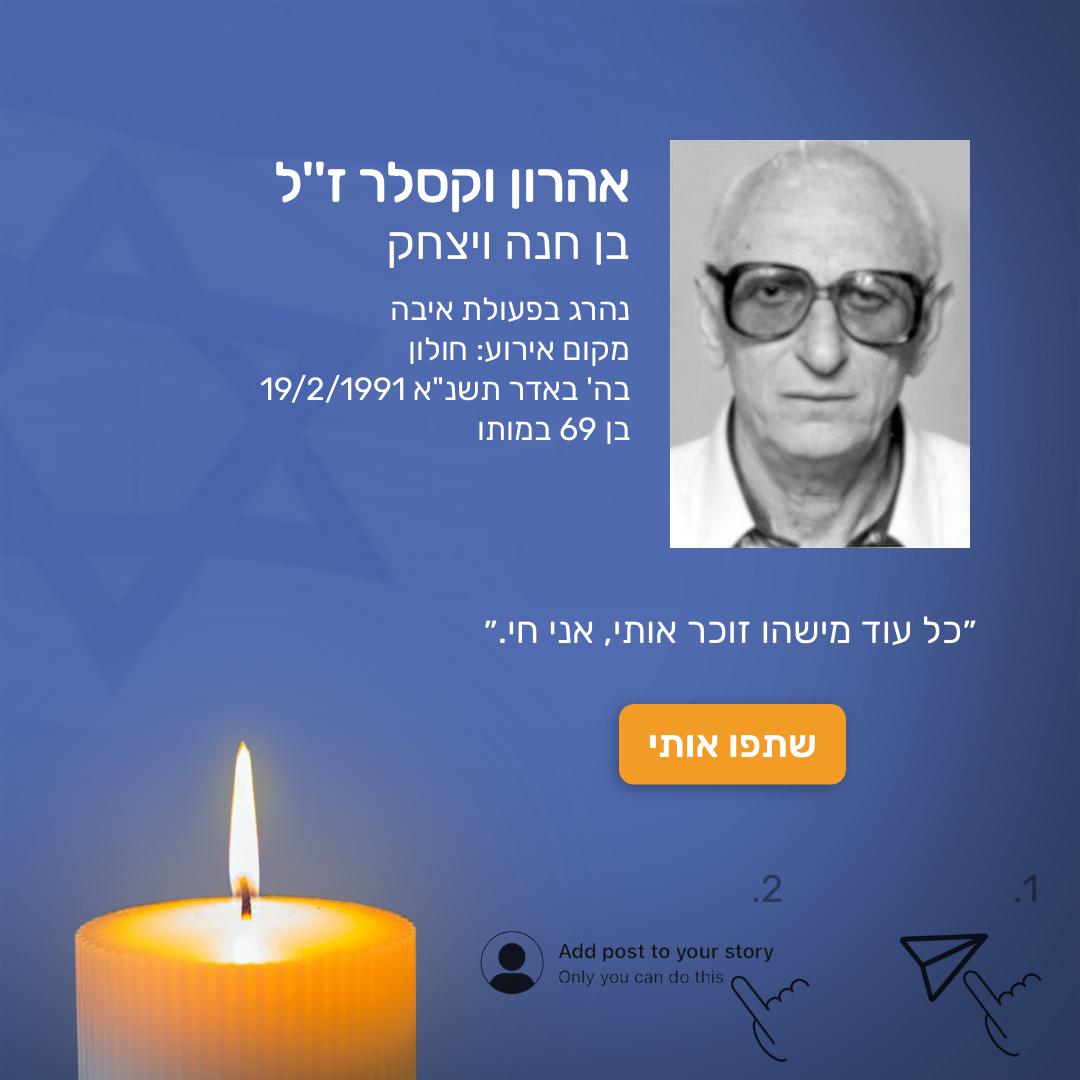 אהרון וקסלר ז"ל
בן חנה ויצחק
נהרג בפעולת איבה
מקום אירוע: חולון
בה' באדר תשנ"א 19/2/1991
בן 69 במותו
״כל עוד מישהו זוכר אותי, אני חי.״
שתפו אותי
1.
2.
Add post to your story
Only you can do this